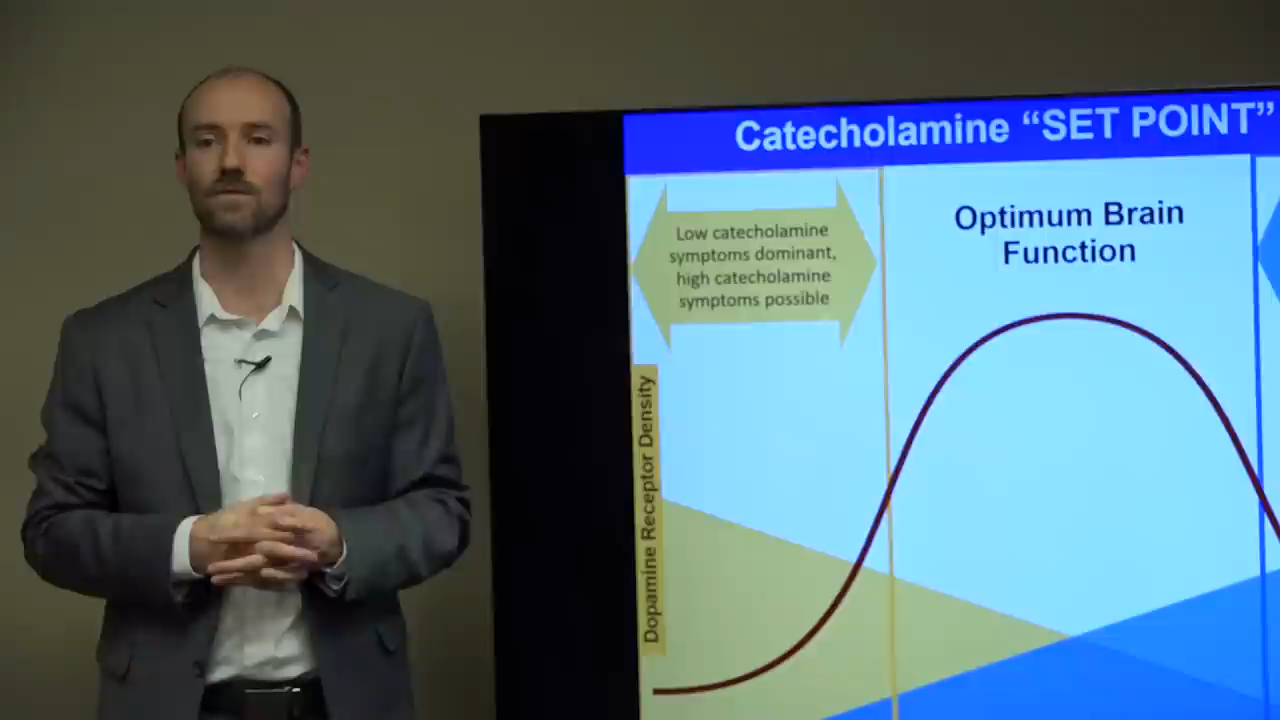 Catecholamine “SET POINT”
Low catecholamine
symptoms dominant,
high catecholamine
symptoms possible
Optimum Brain
Function
Dopamine Receptor Density